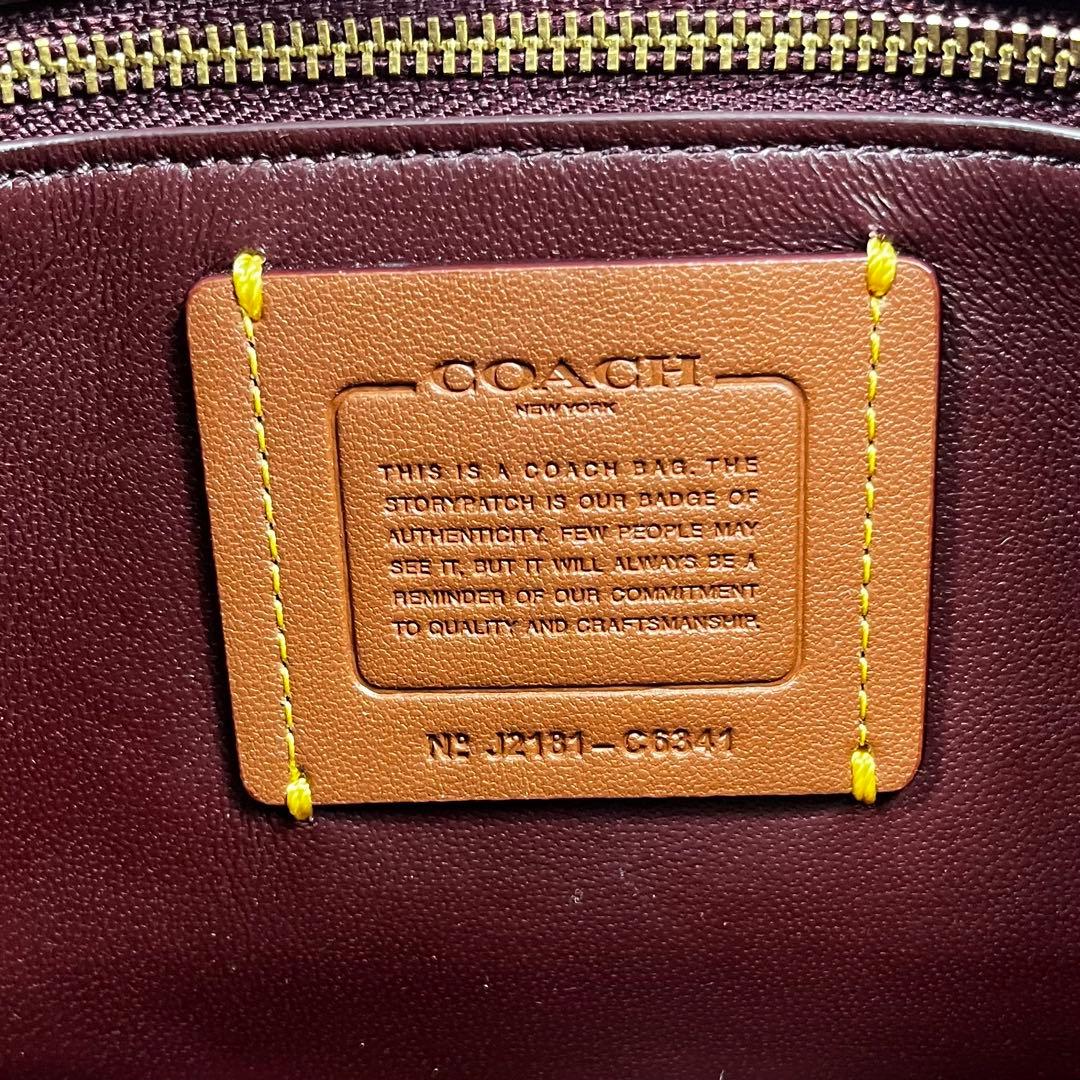 COACH
NEW YORK
THIS IS A COACH BAG. THE
STORYPATCH IS OUR BADGE OF
AUTHENTICITY. FEW PEOPLE MAY
SEE IT, BUT IT WILL ALWAYS BE A
REMINDER OF OUR COMMITMENT
TO QUALITY AND CRAFTSMANSHIP.
Nº J2181-C6341